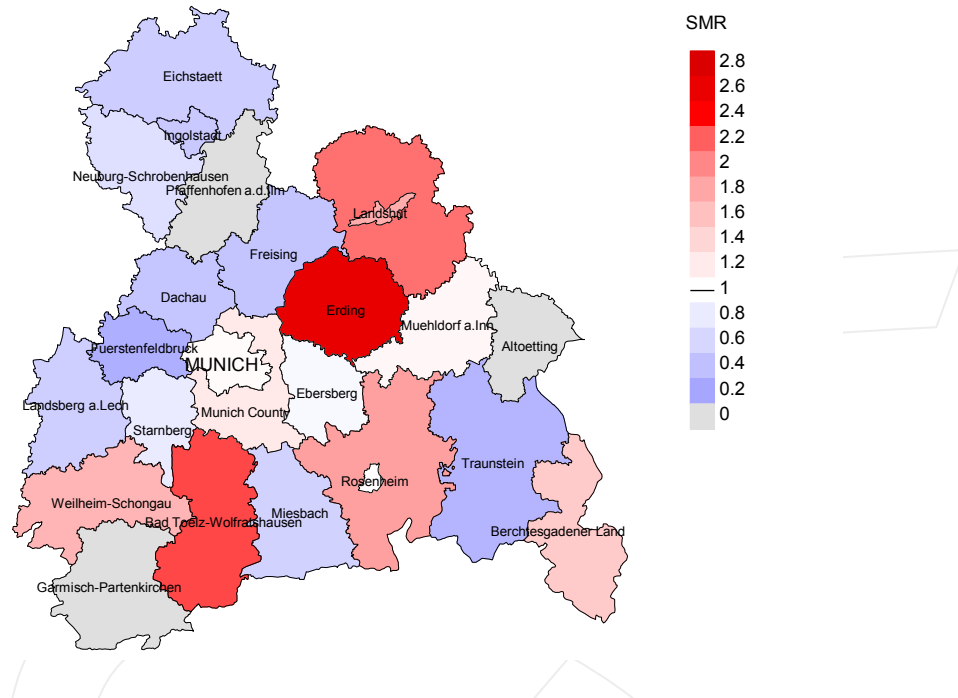 SMR
2.8
2.6
2.4
2.2
2
1.8
1.6
1.4
1.2
1
0.8
0.6
0.4
0.2
0
Eichstaett
Ingolstadt
Neuburg-Schrobenhausen
Pfaffenhofen a.d.Ilm
Landshut
Freising
Dachau
Erding
Muehldorf a.Inn
Altoetting
Fuerstenfeldbruck
MUNICH
Ebersberg
Landsberg a.Lech
Munich County
Starnberg
Traunstein
Rosenheim
Weilheim-Schongau
Miesbach
Bad Toelz-Wolfratshausen
Berchtesgadener Land
Garmisch-Partenkirchen